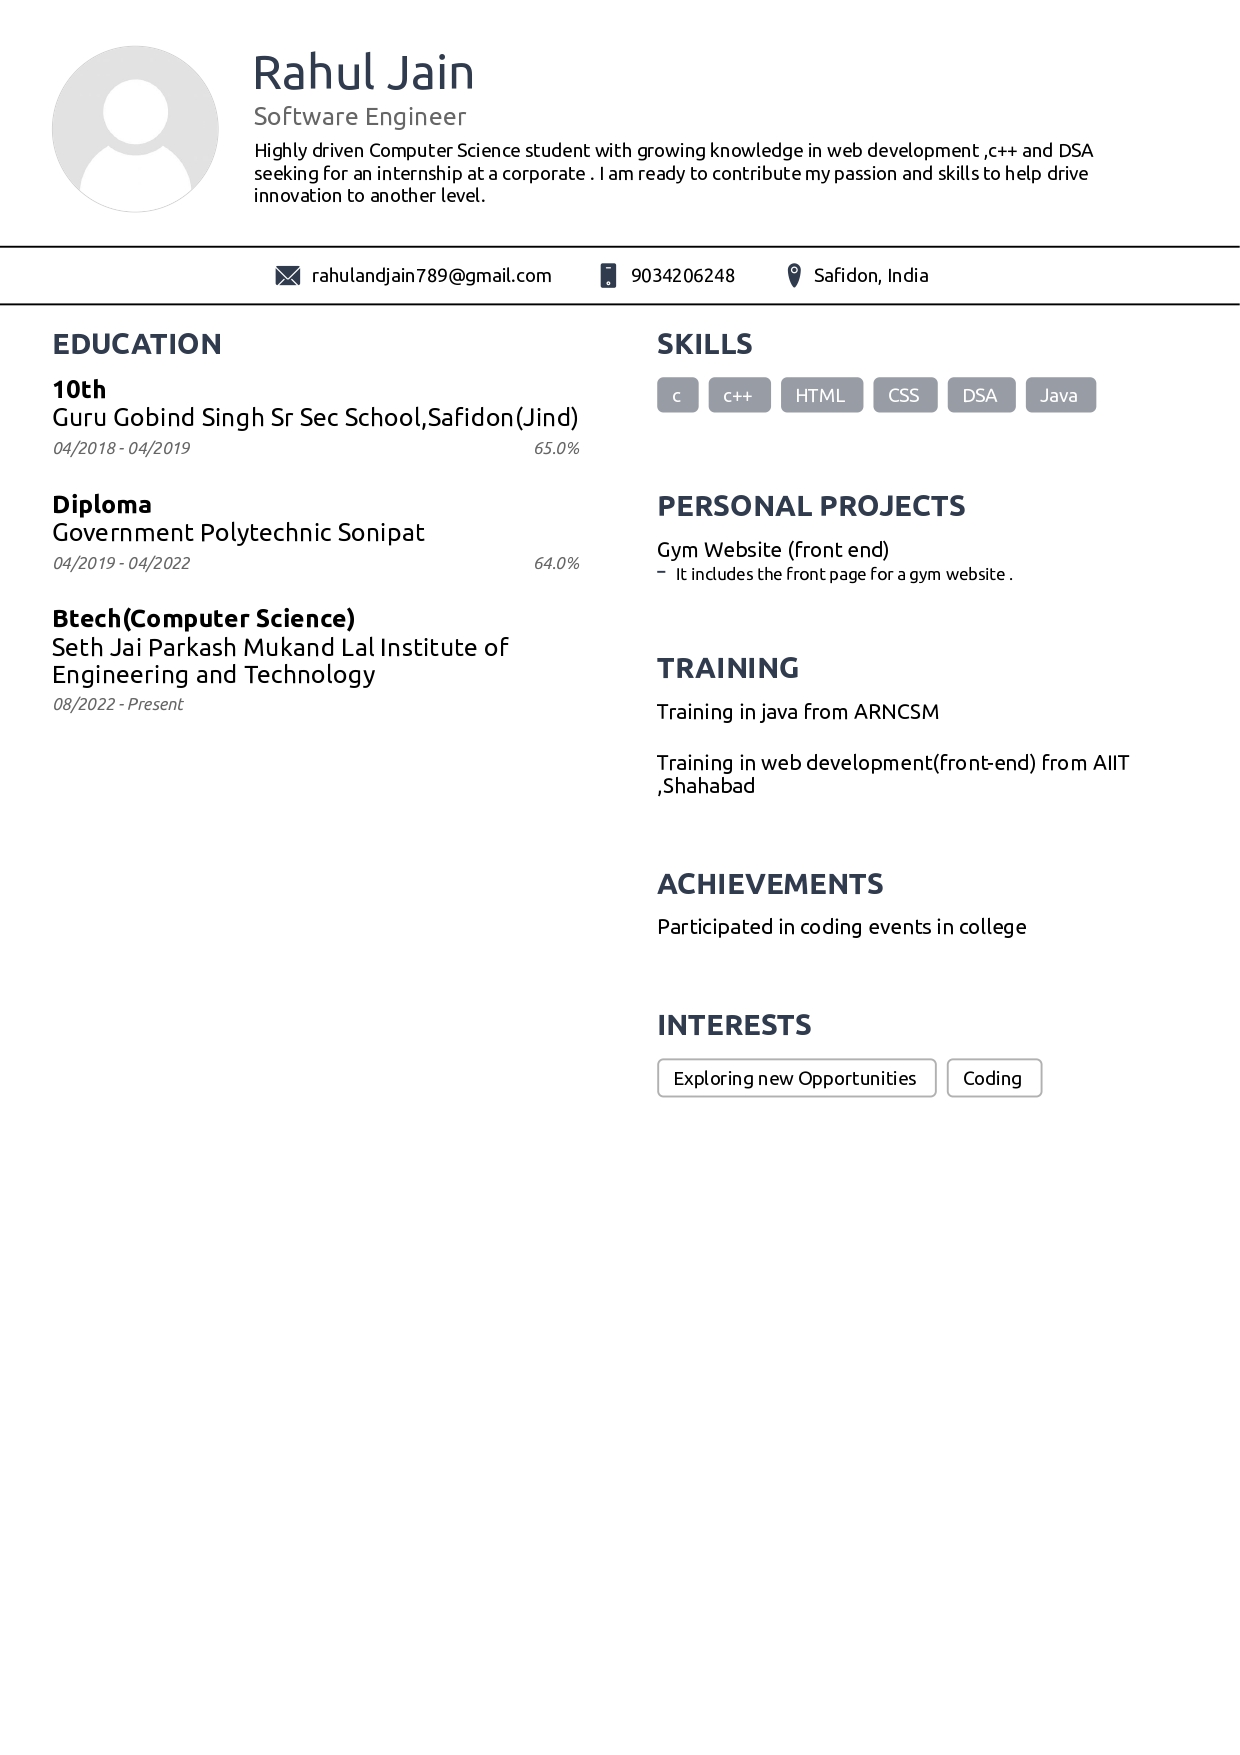 Rahul Jain
Software Engineer
Highly driven Computer Science student with growing knowledge in web development ,c++ and DSA
seeking for an internship at a corporate . I am ready to contribute my passion and skills to help drive
innovation to another level.
rahulandjain789@gmail.com 9034206248 Safidon, India
EDUCATION
10th
Guru Gobind Singh Sr Sec School,Safidon(Jind)
04/2018 - 04/2019 65.0%
Diploma
Government Polytechnic Sonipat
04/2019 - 04/2022 64.0%
Btech(Computer Science)
Seth Jai Parkash Mukand Lal Institute of
Engineering and Technology
08/2022 - Present
SKILLS
c c++ HTML CSS DSA Java
PERSONAL PROJECTS
Gym Website (front end)
– It includes the front page for a gym website .
TRAINING
Training in java from ARNCSM
Training in web development(front-end) from AIIT
,Shahabad
ACHIEVEMENTS
Participated in coding events in college
INTERESTS
Exploring new Opportunities Coding